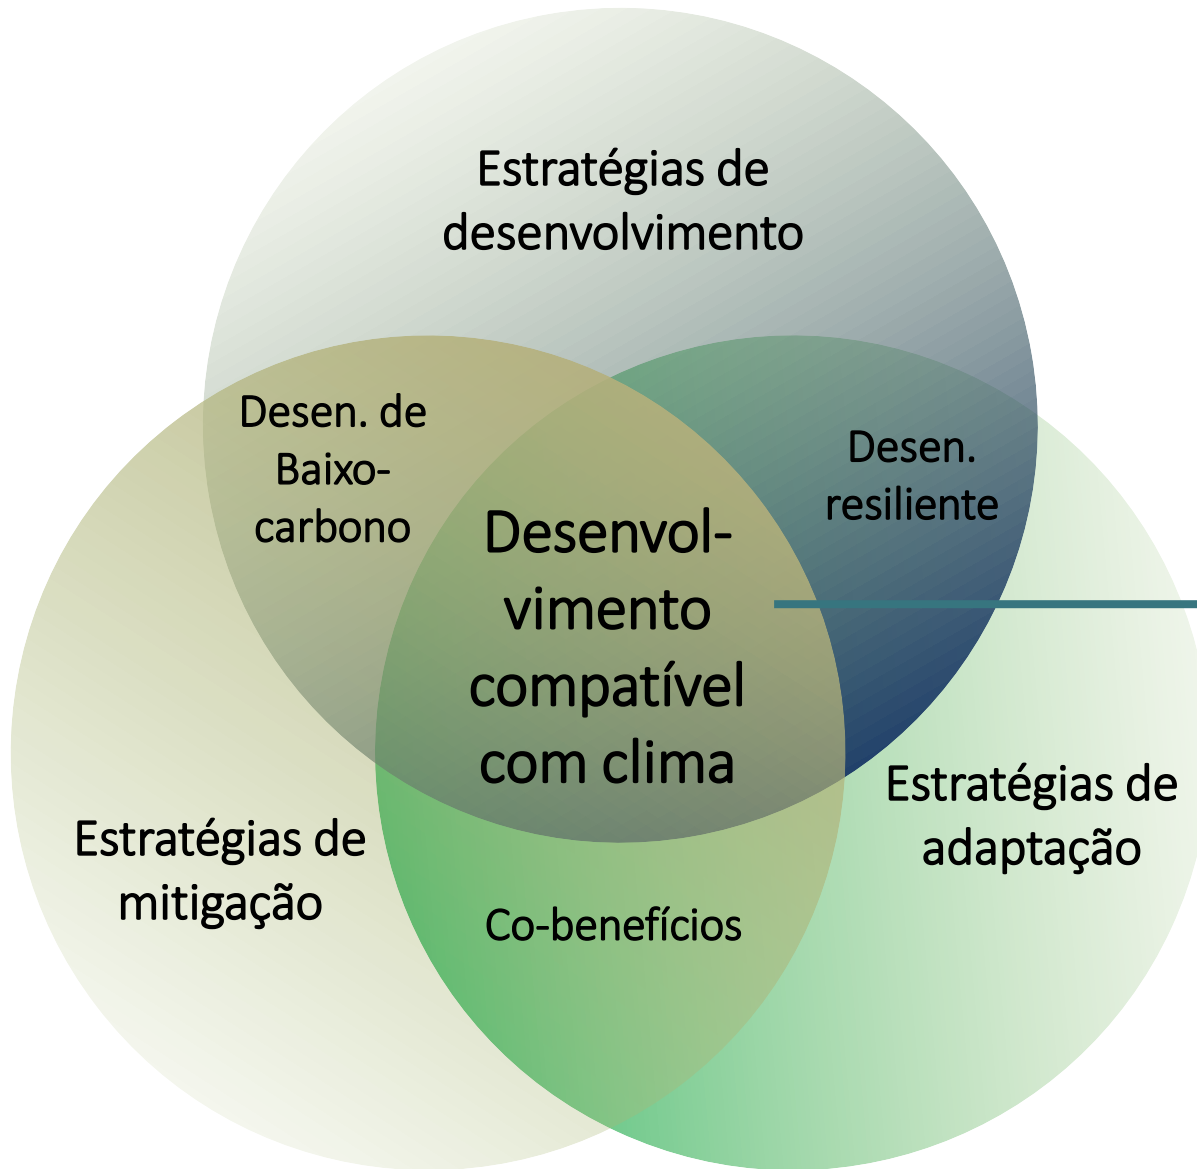 Estratégias de
desenvolvimento
Desen. de
Baixo-
carbono
Desen.
resiliente
Desenvol-
vimento
compatível
com clima
Estratégias de
mitigação
Estratégias de
adaptação
Co-benefícios